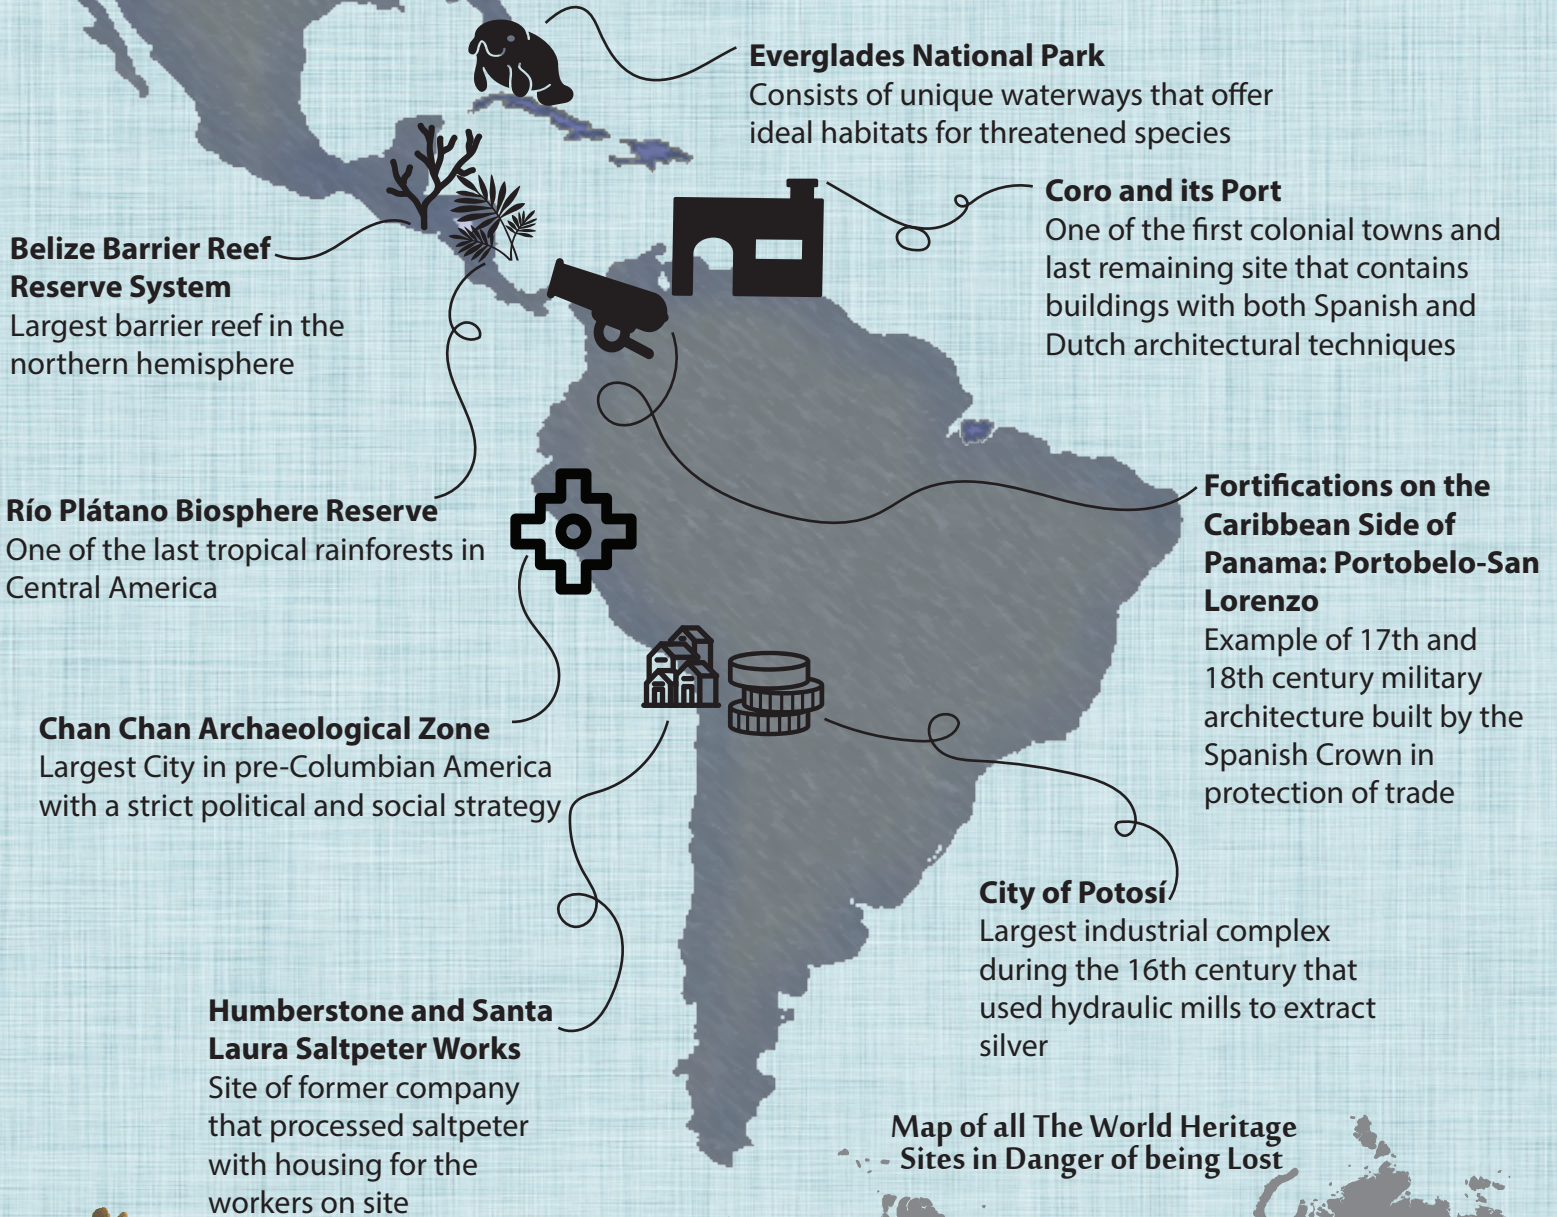 Everglades National Park
Consists of unique waterways that offer
ideal habitats for threatened species
Coro and its Port
One of the first colonial towns and
last remaining site that contains
buildings with both Spanish and
Dutch architectural techniques
Belize Barrier Reef
Reserve System
Largest barrier reef in the
northern hemisphere
Río Plátano Biosphere Reserve
One of the last tropical rainforests in
Central America
Fortifications on the
Caribbean Side of
Panama: Portobelo-San
Lorenzo
Example of 17th and
18th century military
architecture built by the
Spanish Crown in
protection of trade
Chan Chan Archaeological Zone
Largest City in pre-Columbian America
with a strict political and social strategy
City of Potosí
Largest industrial complex
during the 16th century that
used hydraulic mills to extract
silver
Humberstone and Santa
Laura Saltpeter Works
Site of former company
that processed saltpeter
with housing for the
workers on site
Map of all The World Heritage
Sites in Danger of being Lost